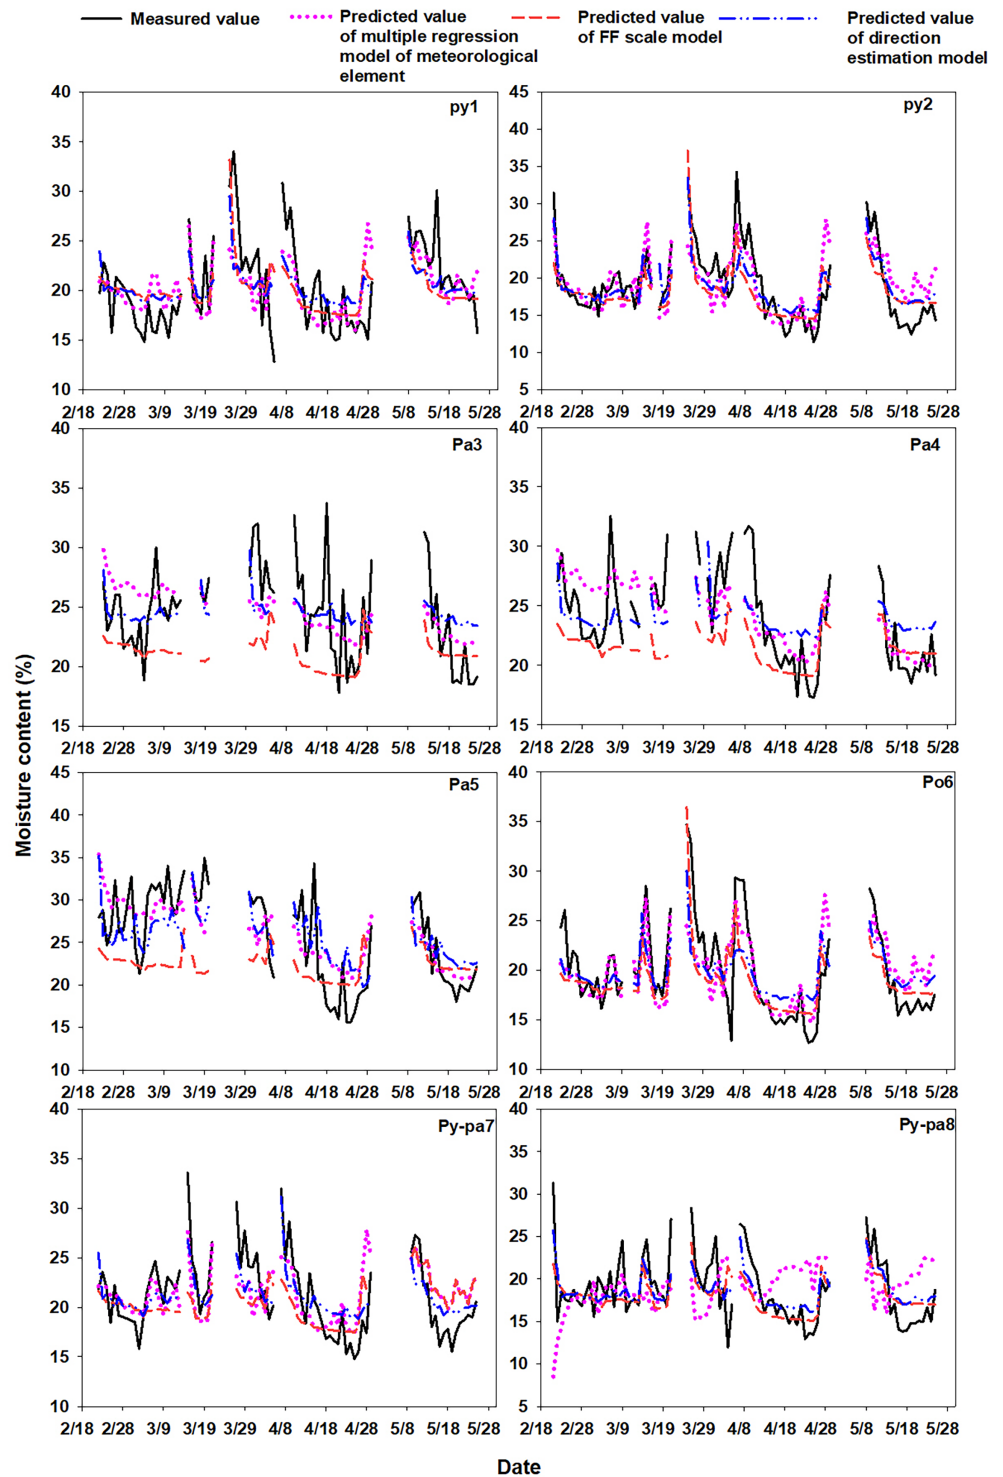 Measured value
Predicted value
of multiple regression
model of meteorological
element
Predicted value
of FF scale model
Predicted value
of direction
estimation model
Moisture content (%)
py1
40
35
30
25
20
15
10
2/18 2/28 3/9 3/19 3/29 4/8 4/18 4/28 5/8 5/18 5/28
py2
45
40
35
30
25
20
15
10
5
2/18 2/28 3/9 3/19 3/29 4/8 4/18 4/28 5/8 5/18 5/28
Pa3
40
35
30
25
20
15
2/18 2/28 3/9 3/19 3/29 4/8 4/18 4/28 5/8 5/18 5/28
Pa4
40
35
30
25
20
15
2/18 2/28 3/9 3/19 3/29 4/8 4/18 4/28 5/8 5/18 5/28
Pa5
45
40
35
30
25
20
15
10
2/18 2/28 3/9 3/19 3/29 4/8 4/18 4/28 5/8 5/18 5/28
Po6
40
35
30
25
20
15
10
2/18 2/28 3/9 3/19 3/29 4/8 4/18 4/28 5/8 5/18 5/28
Py-pa7
40
35
30
25
20
15
10
2/18 2/28 3/9 3/19 3/29 4/8 4/18 4/28 5/8 5/18 5/28
Py-pa8
40
35
30
25
20
15
10
5
2/18 2/28 3/9 3/19 3/29 4/8 4/18 4/28 5/8 5/18 5/28
Date